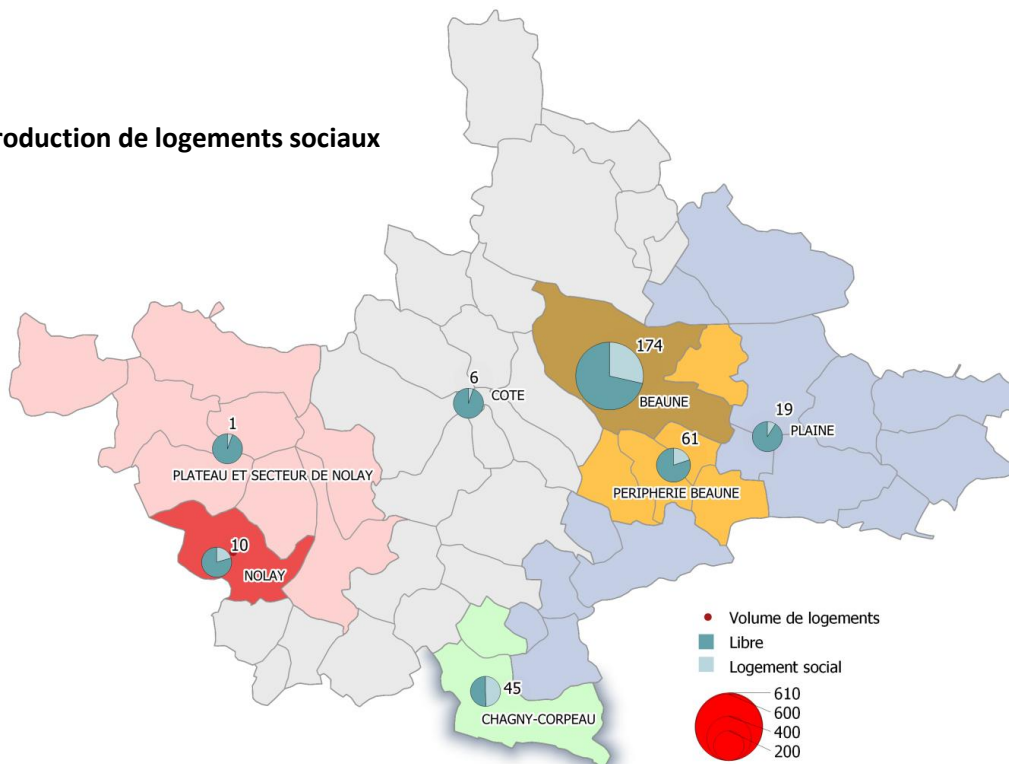 roduction de logements sociaux
174
BEAUNE
6
COTE
19
PLAINE
1
PLATEAU ET SECTEUR DE NOLAY
61
PERIPHERIE BEAUNE
10
NOLAY
45
CHAGNY-CORPEAU
Volume de logements
Libre
Logement social
610
600
400
200